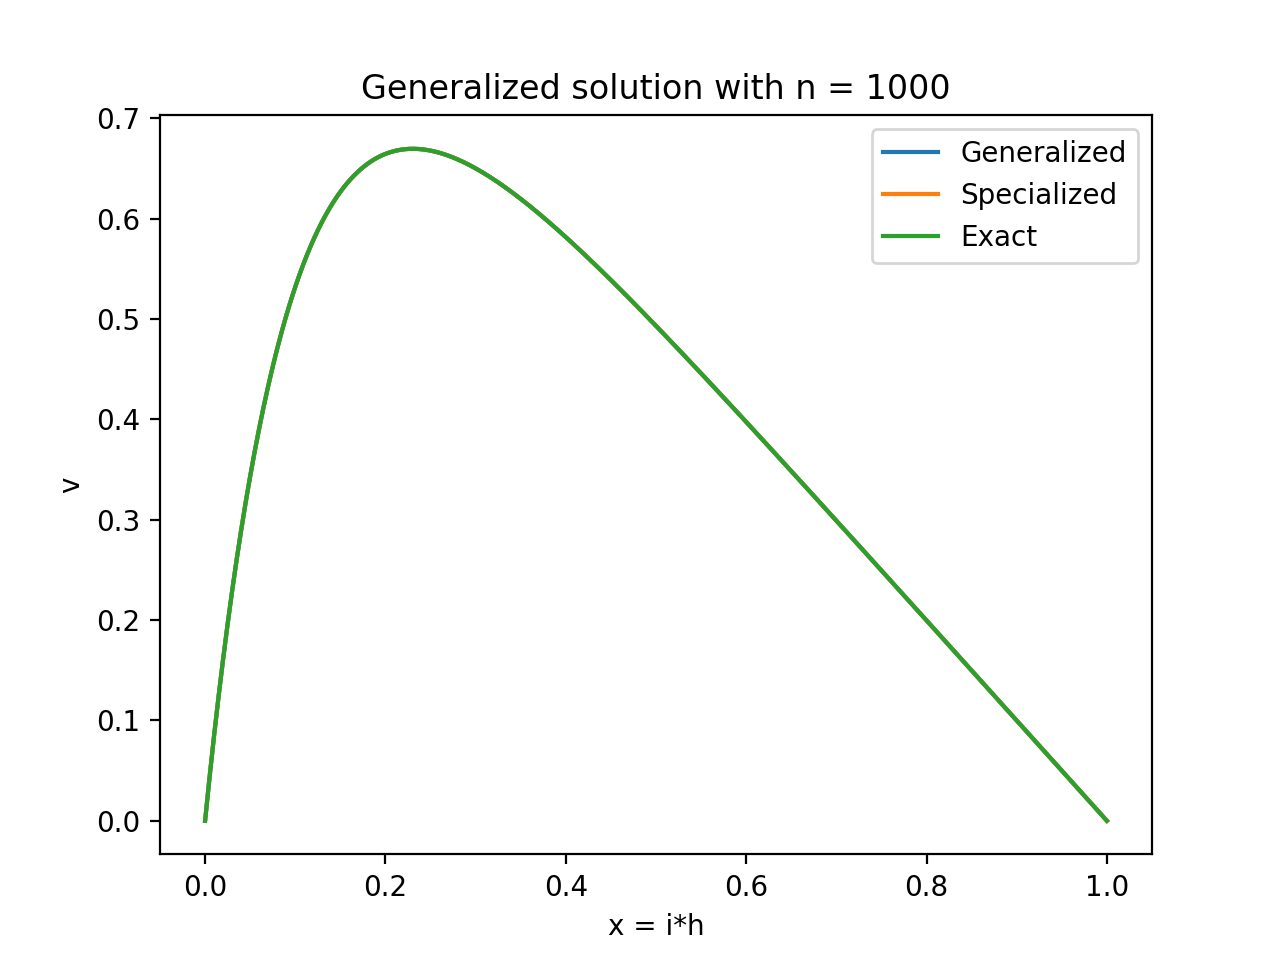 Generalized solution with n = 1000
0.7
0.6
0.5
0.4
0.3
0.2
0.1
0.0
v
Generalized
Specialized
Exact
0.0 0.2 0.4 0.6 0.8 1.0
x = i*h